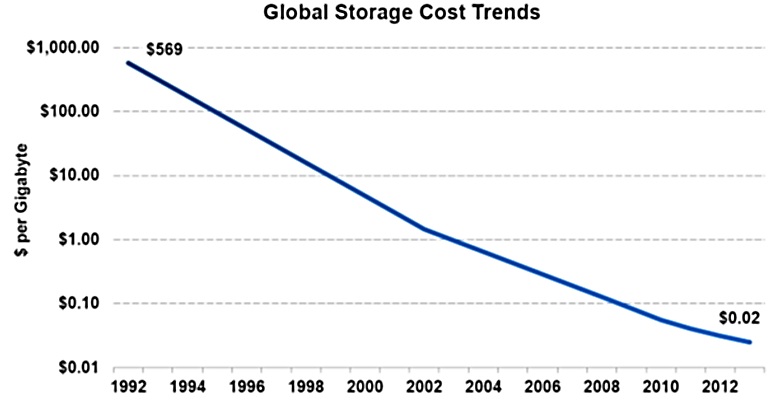 Global Storage Cost Trends
$1,000.00
$569
$100.00
$10.00
$ per Gigabyte
$1.00
$0.10
$0.02
$0.01
1992 1994 1996 1998 2000 2002 2004 2006 2008 2010 2012